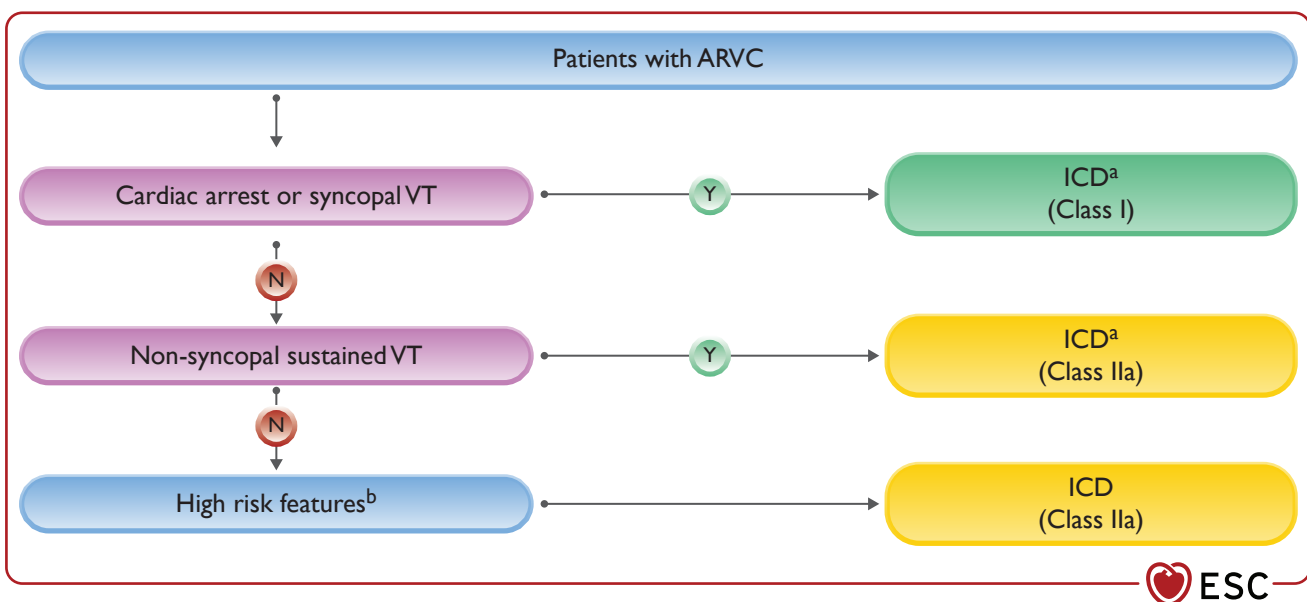 Patients with ARVC
Cardiac arrest or syncopal VT
Y
ICDᵃ
(Class I)
N
Non-syncopal sustained VT
Y
ICDᵃ
(Class IIa)
N
High risk featuresᵇ
ICD
(Class IIa)
ESC